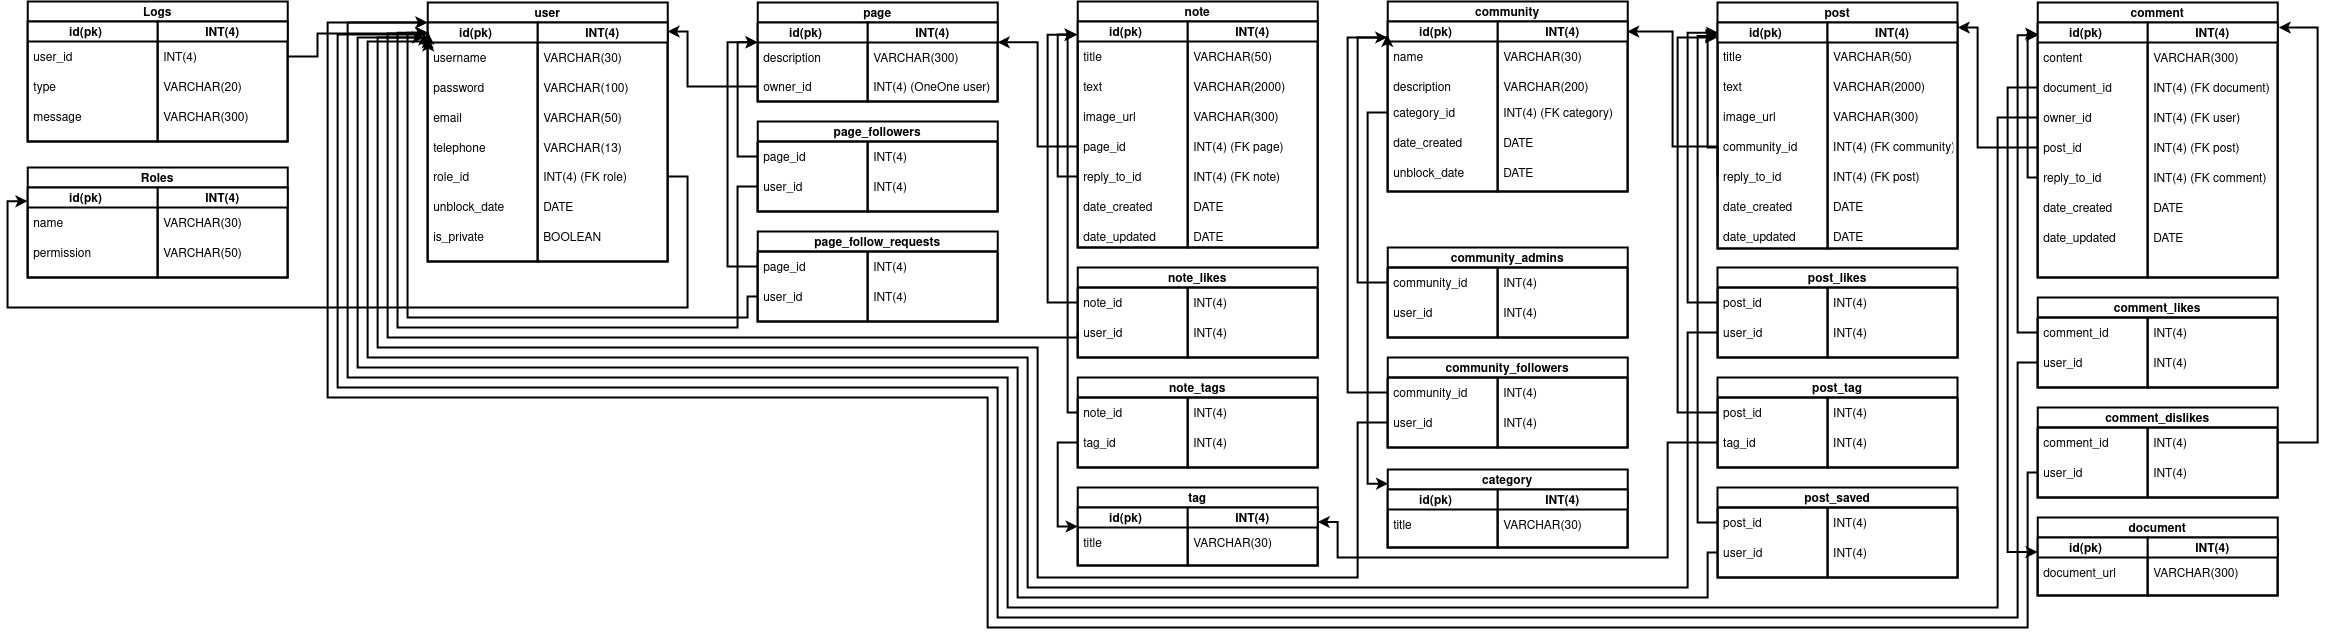 Logs
id(pk) INT(4)
user_id INT(4)
type VARCHAR(20)
message VARCHAR(300)
Roles
id(pk) INT(4)
name VARCHAR(30)
permission VARCHAR(50)
user
id(pk) INT(4)
username VARCHAR(30)
password VARCHAR(100)
email VARCHAR(50)
telephone VARCHAR(13)
role_id INT(4) (FK role)
unblock_date DATE
is_private BOOLEAN
page
id(pk) INT(4)
description VARCHAR(300)
owner_id INT(4) (OneOne user)
page_followers
page_id INT(4)
user_id INT(4)
page_follow_requests
page_id INT(4)
user_id INT(4)
note
id(pk) INT(4)
title VARCHAR(50)
text VARCHAR(2000)
image_url VARCHAR(300)
page_id INT(4) (FK page)
reply_to_id INT(4) (FK note)
date_created DATE
date_updated DATE
note_likes
note_id INT(4)
user_id INT(4)
note_tags
note_id INT(4)
tag_id INT(4)
tag
id(pk) INT(4)
title VARCHAR(30)
community
id(pk) INT(4)
name VARCHAR(30)
description VARCHAR(200)
category_id INT(4) (FK category)
date_created DATE
unblock_date DATE
community_admins
community_id INT(4)
user_id INT(4)
community_followers
community_id INT(4)
user_id INT(4)
category
id(pk) INT(4)
title VARCHAR(30)
post
id(pk) INT(4)
title VARCHAR(50)
text VARCHAR(2000)
image_url VARCHAR(300)
community_id INT(4) (FK community)
reply_to_id INT(4) (FK post)
date_created DATE
date_updated DATE
post_likes
post_id INT(4)
user_id INT(4)
post_tag
post_id INT(4)
tag_id INT(4)
post_saved
post_id INT(4)
user_id INT(4)
comment
id(pk) INT(4)
content VARCHAR(300)
document_id INT(4) (FK document)
owner_id INT(4) (FK user)
post_id INT(4) (FK post)
reply_to_id INT(4) (FK comment)
date_created DATE
date_updated DATE
comment_likes
comment_id INT(4)
user_id INT(4)
comment_dislikes
comment_id INT(4)
user_id INT(4)
document
id(pk) INT(4)
document_url VARCHAR(300)